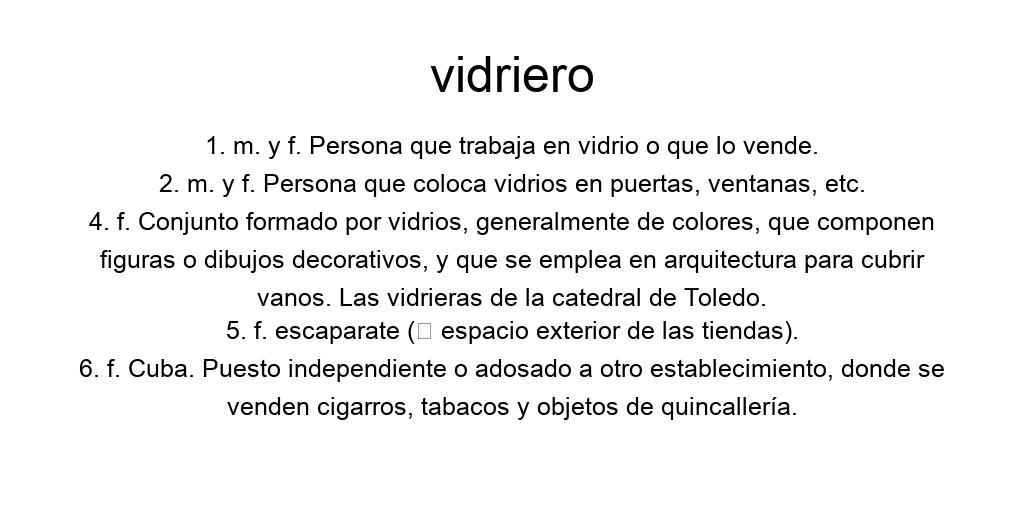 vidriero
1. m. y f. Persona que trabaja en vidrio o que lo vende.
2. m. y f. Persona que coloca vidrios en puertas, ventanas, etc.
4. f. Conjunto formado por vidrios, generalmente de colores, que componen
figuras o dibujos decorativos, y que se emplea en arquitectura para cubrir
vanos. Las vidrieras de la catedral de Toledo.
5. f. escaparate (□ espacio exterior de las tiendas).
6. f. Cuba. Puesto independiente o adosado a otro establecimiento, donde se
venden cigarros, tabacos y objetos de quincallería.